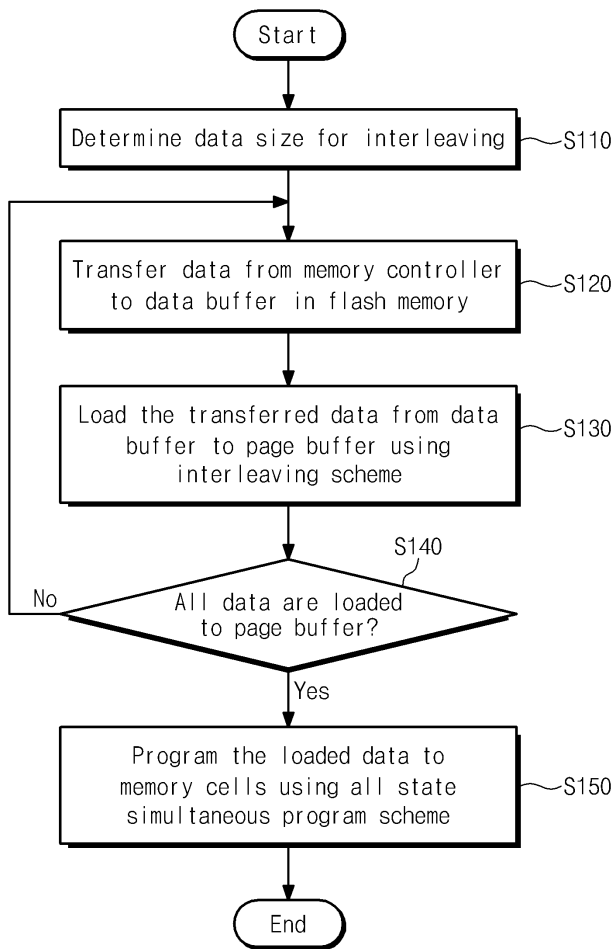 Start
Determine data size for interleaving
S110
Transfer data from memory controller
to data buffer in flash memory
S120
Load the transferred data from data
buffer to page buffer using
interleaving scheme
S130
S140
All data are loaded
to page buffer?
No
Yes
Program the loaded data to
memory cells using all state
simultaneous program scheme
S150
End